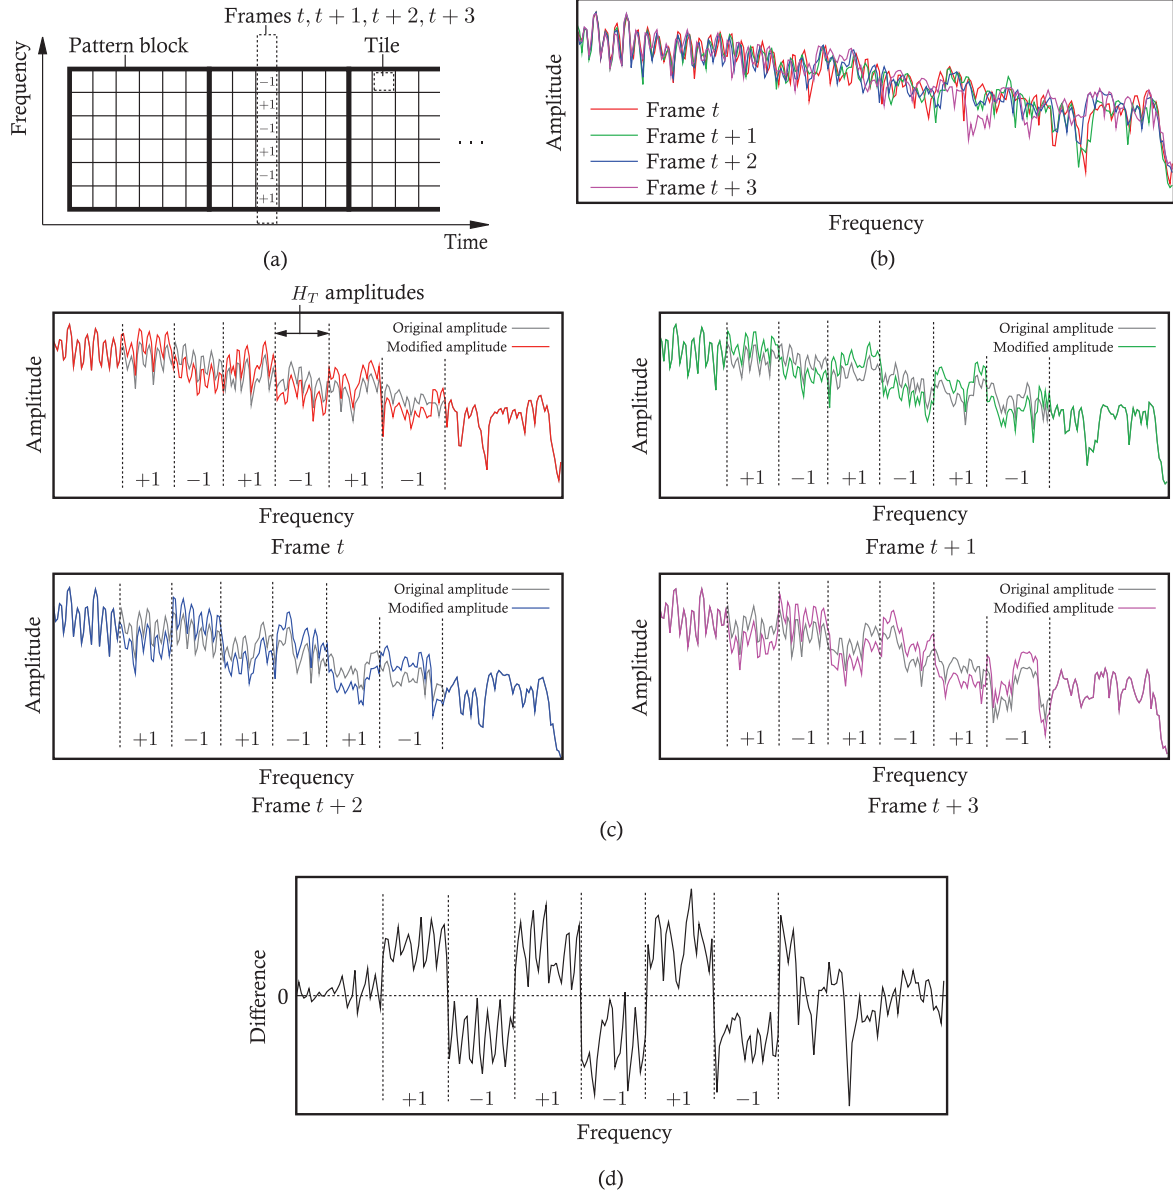 Frames t, t + 1, t + 2, t + 3
Pattern block
Tile
Frequency
−1
+1
−1
+1
−1
+1
· · ·
Time
(a)
Amplitude
Frame t
Frame t + 1
Frame t + 2
Frame t + 3
Frequency
(b)
H_T amplitudes
Amplitude
Original amplitude
Modified amplitude
+1 −1 +1 −1 +1 −1
Frequency
Frame t
Amplitude
Original amplitude
Modified amplitude
+1 −1 +1 −1 +1 −1
Frequency
Frame t + 1
Amplitude
Original amplitude
Modified amplitude
+1 −1 +1 −1 +1 −1
Frequency
Frame t + 2
Amplitude
Original amplitude
Modified amplitude
+1 −1 +1 −1 +1 −1
Frequency
Frame t + 3
(c)
Difference
0
+1 −1 +1 −1 +1 −1
Frequency
(d)